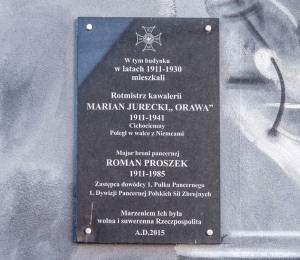 W tym budynku
w latach 1911-1930
mieszkali
Rotmistrz kawalerii
MARIAN JURECKI „ ORAWA”
1911-1941
Cichociemny
Poległ w walce z Niemcami
Major broni pancernej
ROMAN PROSZEK
1911-1985
Zastępca dowódcy 1. Pułku Pancernego
1. Dywizji Pancernej Polskich Sił Zbrojnych
Marzeniem Ich była
wolna i suwerenna Rzeczpospolita
A.D.2015